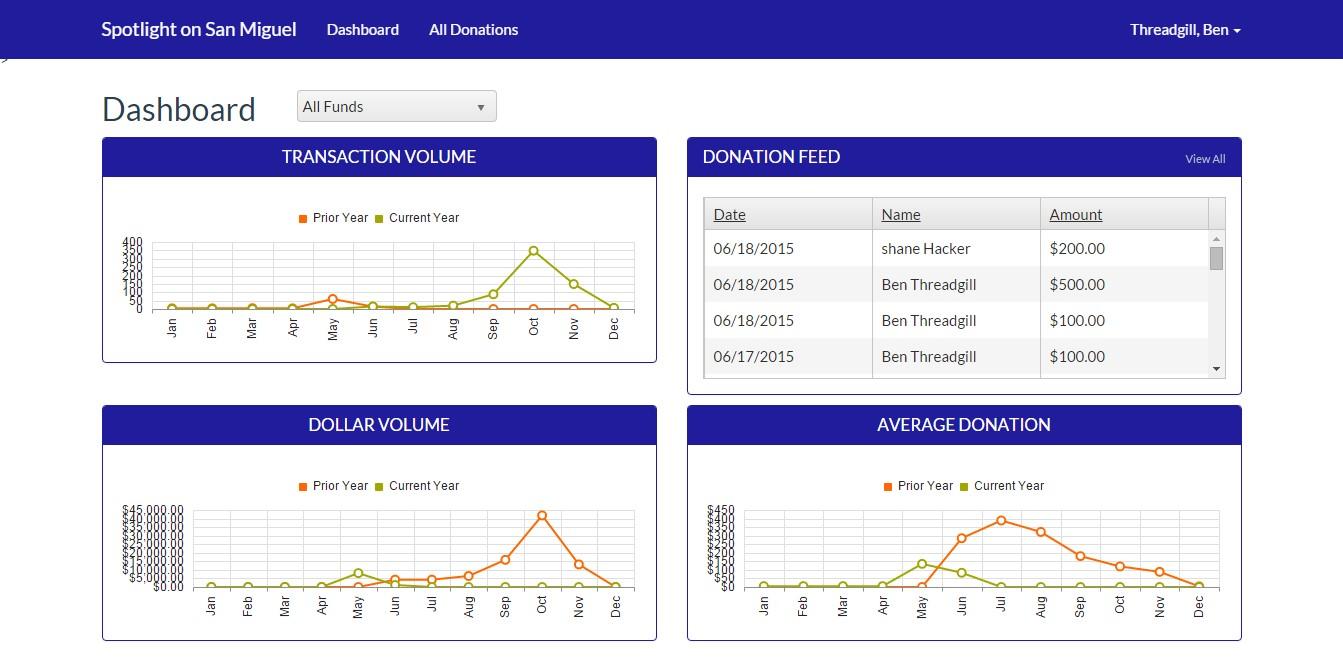 Spotlight on San Miguel Dashboard All Donations Threadgill, Ben
>
Dashboard All Funds
TRANSACTION VOLUME
Prior Year Current Year
400
350
300
250
200
150
100
50
0
Jan Feb Mar Apr May Jun Jul Aug Sep Oct Nov Dec
DONATION FEED View All
Date Name Amount
06/18/2015 shane Hacker $200.00
06/18/2015 Ben Threadgill $500.00
06/18/2015 Ben Threadgill $100.00
06/17/2015 Ben Threadgill $100.00
DOLLAR VOLUME
Prior Year Current Year
$45,000.00
$40,000.00
$35,000.00
$30,000.00
$25,000.00
$20,000.00
$15,000.00
$10,000.00
$5,000.00
$0.00
Jan Feb Mar Apr May Jun Jul Aug Sep Oct Nov Dec
AVERAGE DONATION
Prior Year Current Year
$450
$400
$350
$300
$250
$200
$150
$100
$50
$0
Jan Feb Mar Apr May Jun Jul Aug Sep Oct Nov Dec